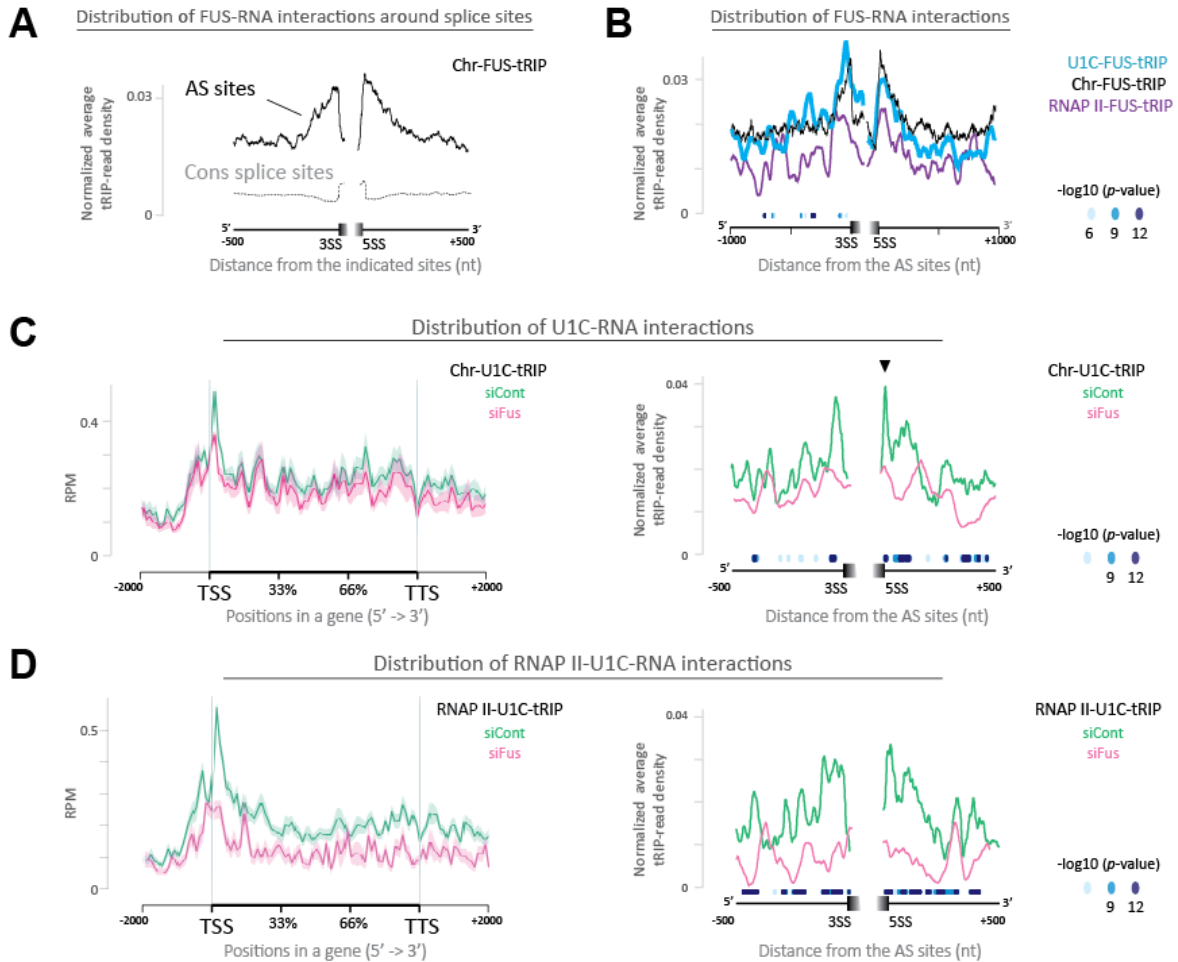 A
Distribution of FUS-RNA interactions around splice sites
Chr-FUS-tRIP
AS sites
Cons splice sites
Normalized average
tRIP-read density
0.03
0
5′
3′
-500
3SS
5SS
+500
Distance from the indicated sites (nt)
B
Distribution of FUS-RNA interactions
U1C-FUS-tRIP
Chr-FUS-tRIP
RNAP II-FUS-tRIP
Normalized average
tRIP-read density
0.03
0
-log10 (p-value)
6 9 12
5′
3′
-1000
3SS
5SS
+1000
Distance from the AS sites (nt)
C
Distribution of U1C-RNA interactions
Chr-U1C-tRIP
siCont
siFus
RPM
0.4
0
-2000
TSS
33%
66%
TTS
+2000
Positions in a gene (5′ -> 3′)
Chr-U1C-tRIP
siCont
siFus
Normalized average
tRIP-read density
0.04
0
-log10 (p-value)
9 12
5′
3′
-500
3SS
5SS
+500
Distance from the AS sites (nt)
D
Distribution of RNAP II-U1C-RNA interactions
RNAP II-U1C-tRIP
siCont
siFus
RPM
0.5
0
-2000
TSS
33%
66%
TTS
+2000
Positions in a gene (5′ -> 3′)
RNAP II-U1C-tRIP
siCont
siFus
Normalized average
tRIP-read density
0.04
0
-log10 (p-value)
9 12
5′
3′
-500
3SS
5SS
+500
Distance from the AS sites (nt)